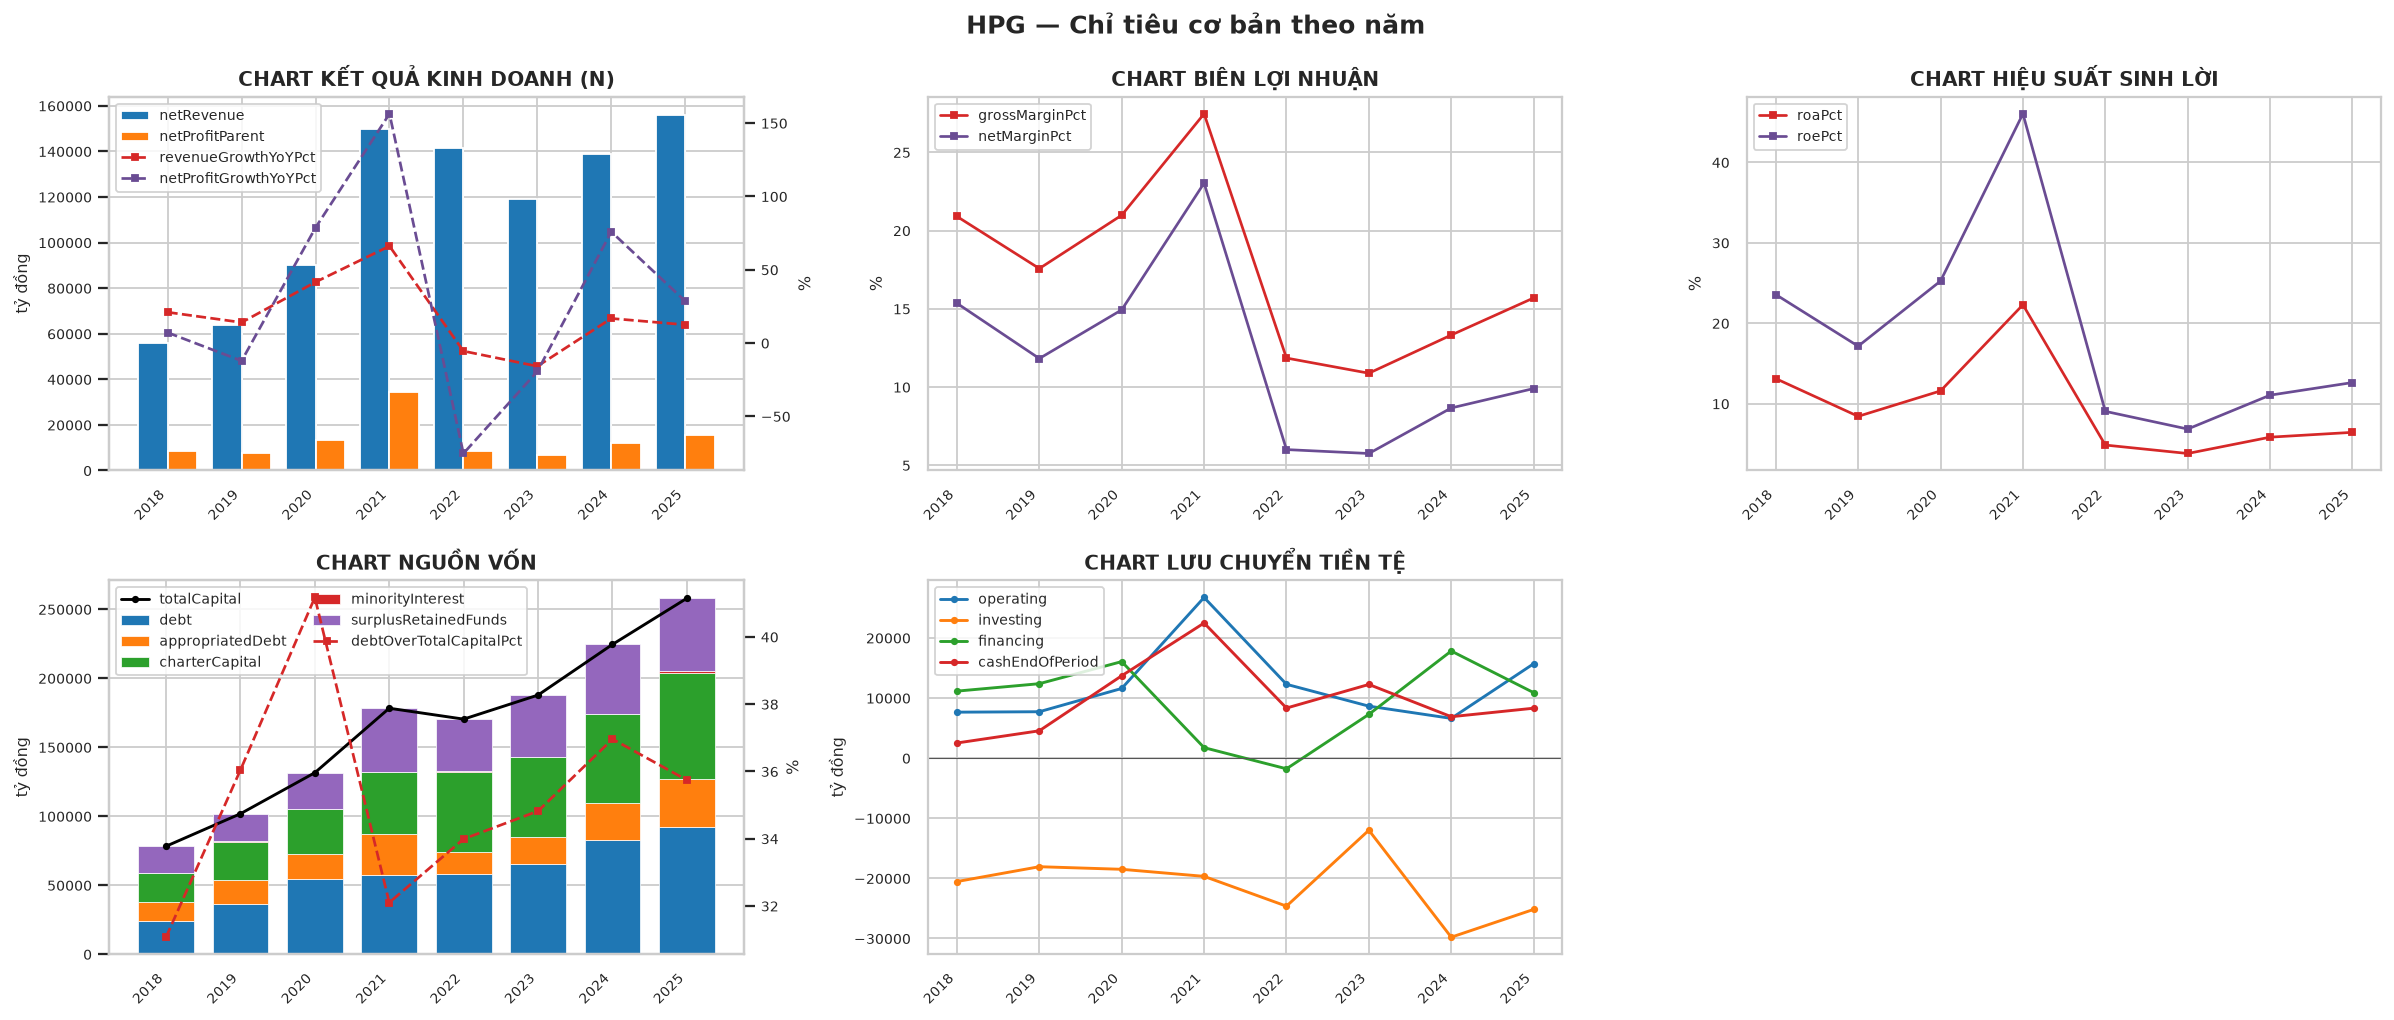 HPG — Chỉ tiêu cơ bản theo năm
CHART KẾT QUẢ KINH DOANH (N)
netRevenue
netProfitParent
revenueGrowthYoYPct
netProfitGrowthYoYPct
tỷ đồng
160000
140000
120000
100000
80000
60000
40000
20000
0
150
100
50
0
−50
%
2018 2019 2020 2021 2022 2023 2024 2025
CHART BIÊN LỢI NHUẬN
grossMarginPct
netMarginPct
%
25
20
15
10
5
2018 2019 2020 2021 2022 2023 2024 2025
CHART HIỆU SUẤT SINH LỜI
roaPct
roePct
%
40
30
20
10
2018 2019 2020 2021 2022 2023 2024 2025
CHART NGUỒN VỐN
totalCapital
debt
appropriatedDebt
charterCapital
minorityInterest
surplusRetainedFunds
debtOverTotalCapitalPct
tỷ đồng
250000
200000
150000
100000
50000
0
40
38
36
34
32
%
2018 2019 2020 2021 2022 2023 2024 2025
CHART LƯU CHUYỂN TIỀN TỆ
operating
investing
financing
cashEndOfPeriod
tỷ đồng
20000
10000
0
−10000
−20000
−30000
2018 2019 2020 2021 2022 2023 2024 2025